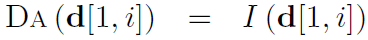 DA (d[1, i]) = I (d[1, i])